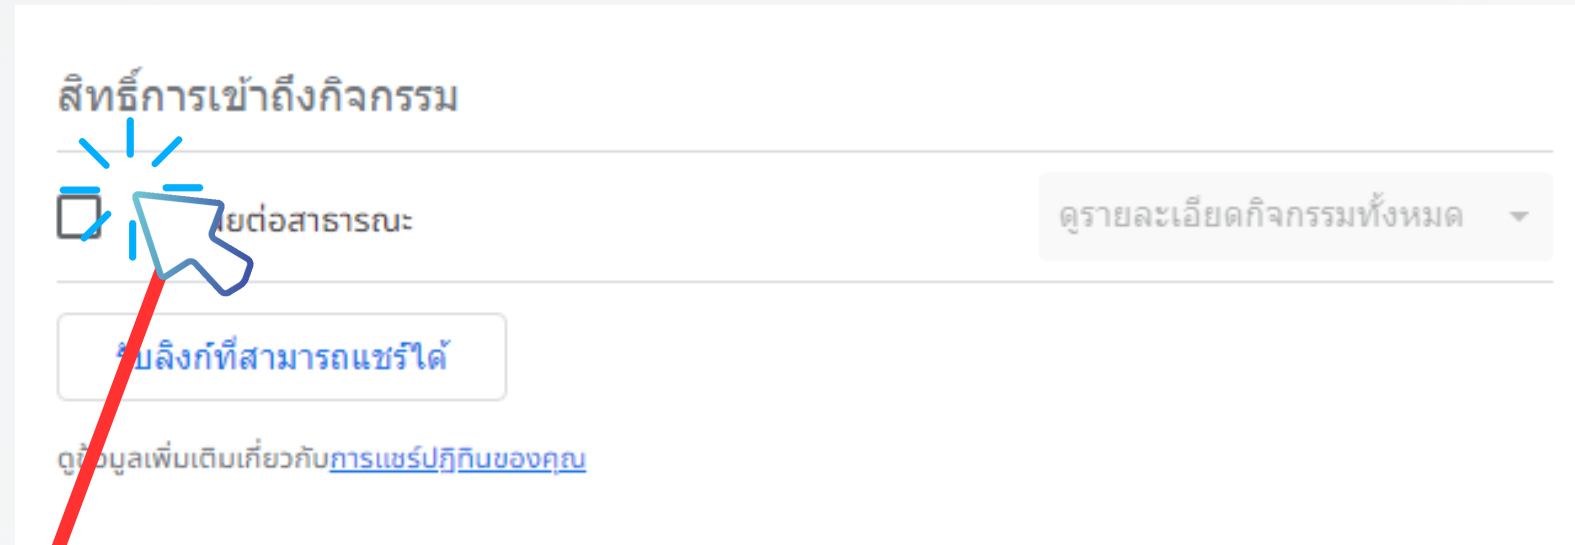 สิทธิ์การเข้าถึงกิจกรรม
ต่อสาธารณะ
ดูรายละเอียดกิจกรรมทั้งหมด
รับลิงก์ที่สามารถแชร์ได้
ดูข้อมูลเพิ่มเติมเกี่ยวกับการแชร์ปฏิทินของคุณ